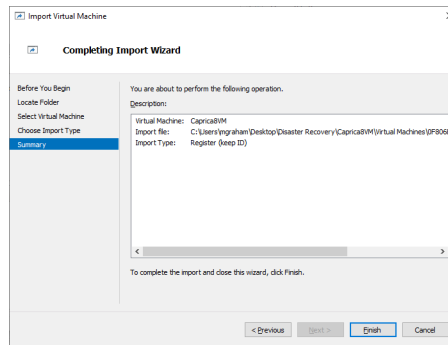 Import Virtual Machine
Completing Import Wizard
Before You Begin
Locate Folder
Select Virtual Machine
Choose Import Type
Summary
You are about to perform the following operation.
Description:
Virtual Machine: Caprica8VM
Import file: C:\Users\mgraham\Desktop\Disaster Recovery\Caprica8VM\Virtual Machines\0F806
Import Type: Register (keep ID)
To complete the import and close this wizard, click Finish.
< Previous
Next >
Finish
Cancel